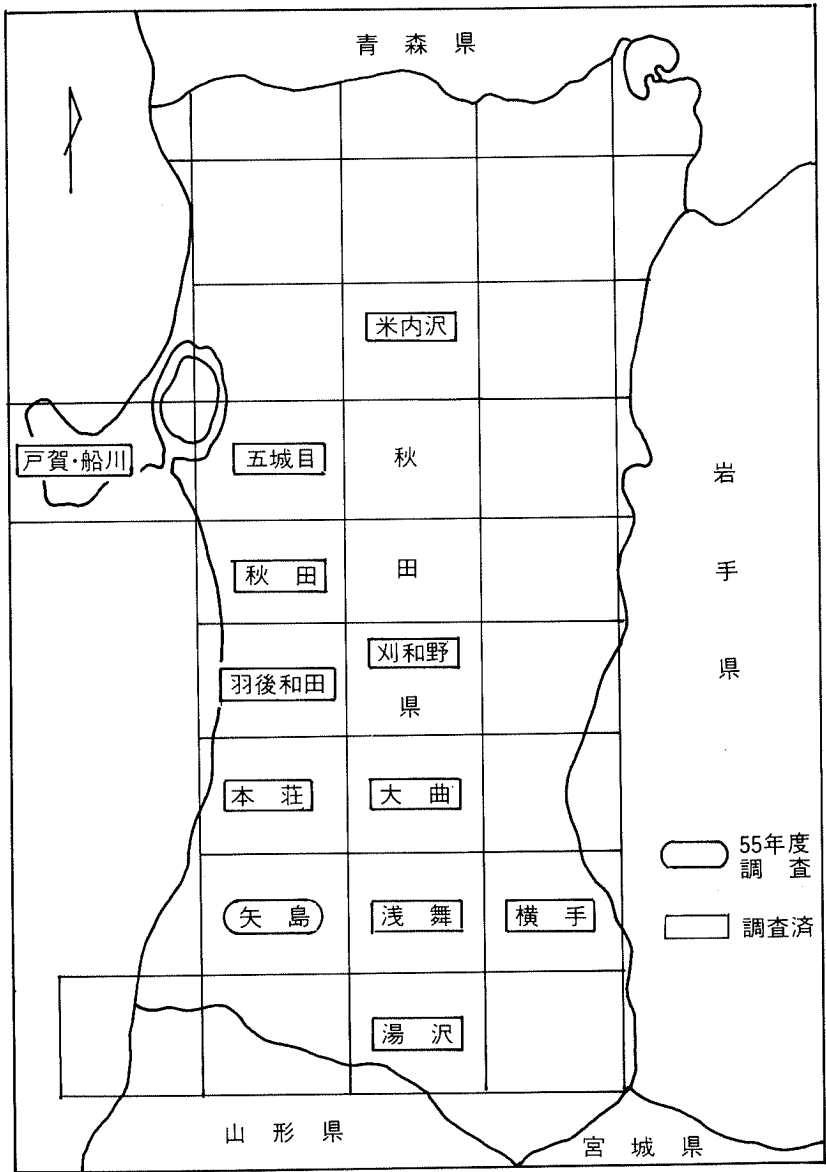 青森県
米内沢
戸賀・船川
五城目
秋田県
岩手県
秋田
刈和野
羽後和田
本荘
大曲
55年度
調査
矢島
浅舞
横手
調査済
湯沢
山形県
宮城県